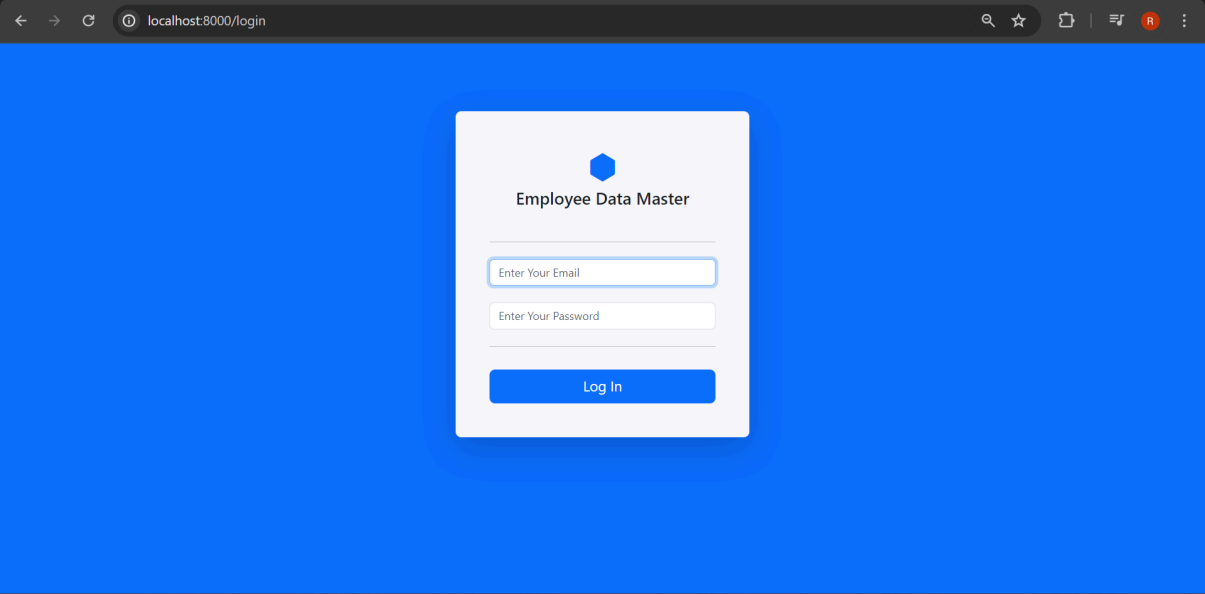 localhost:8000/login
R
Employee Data Master
Enter Your Email
Enter Your Password
Log In